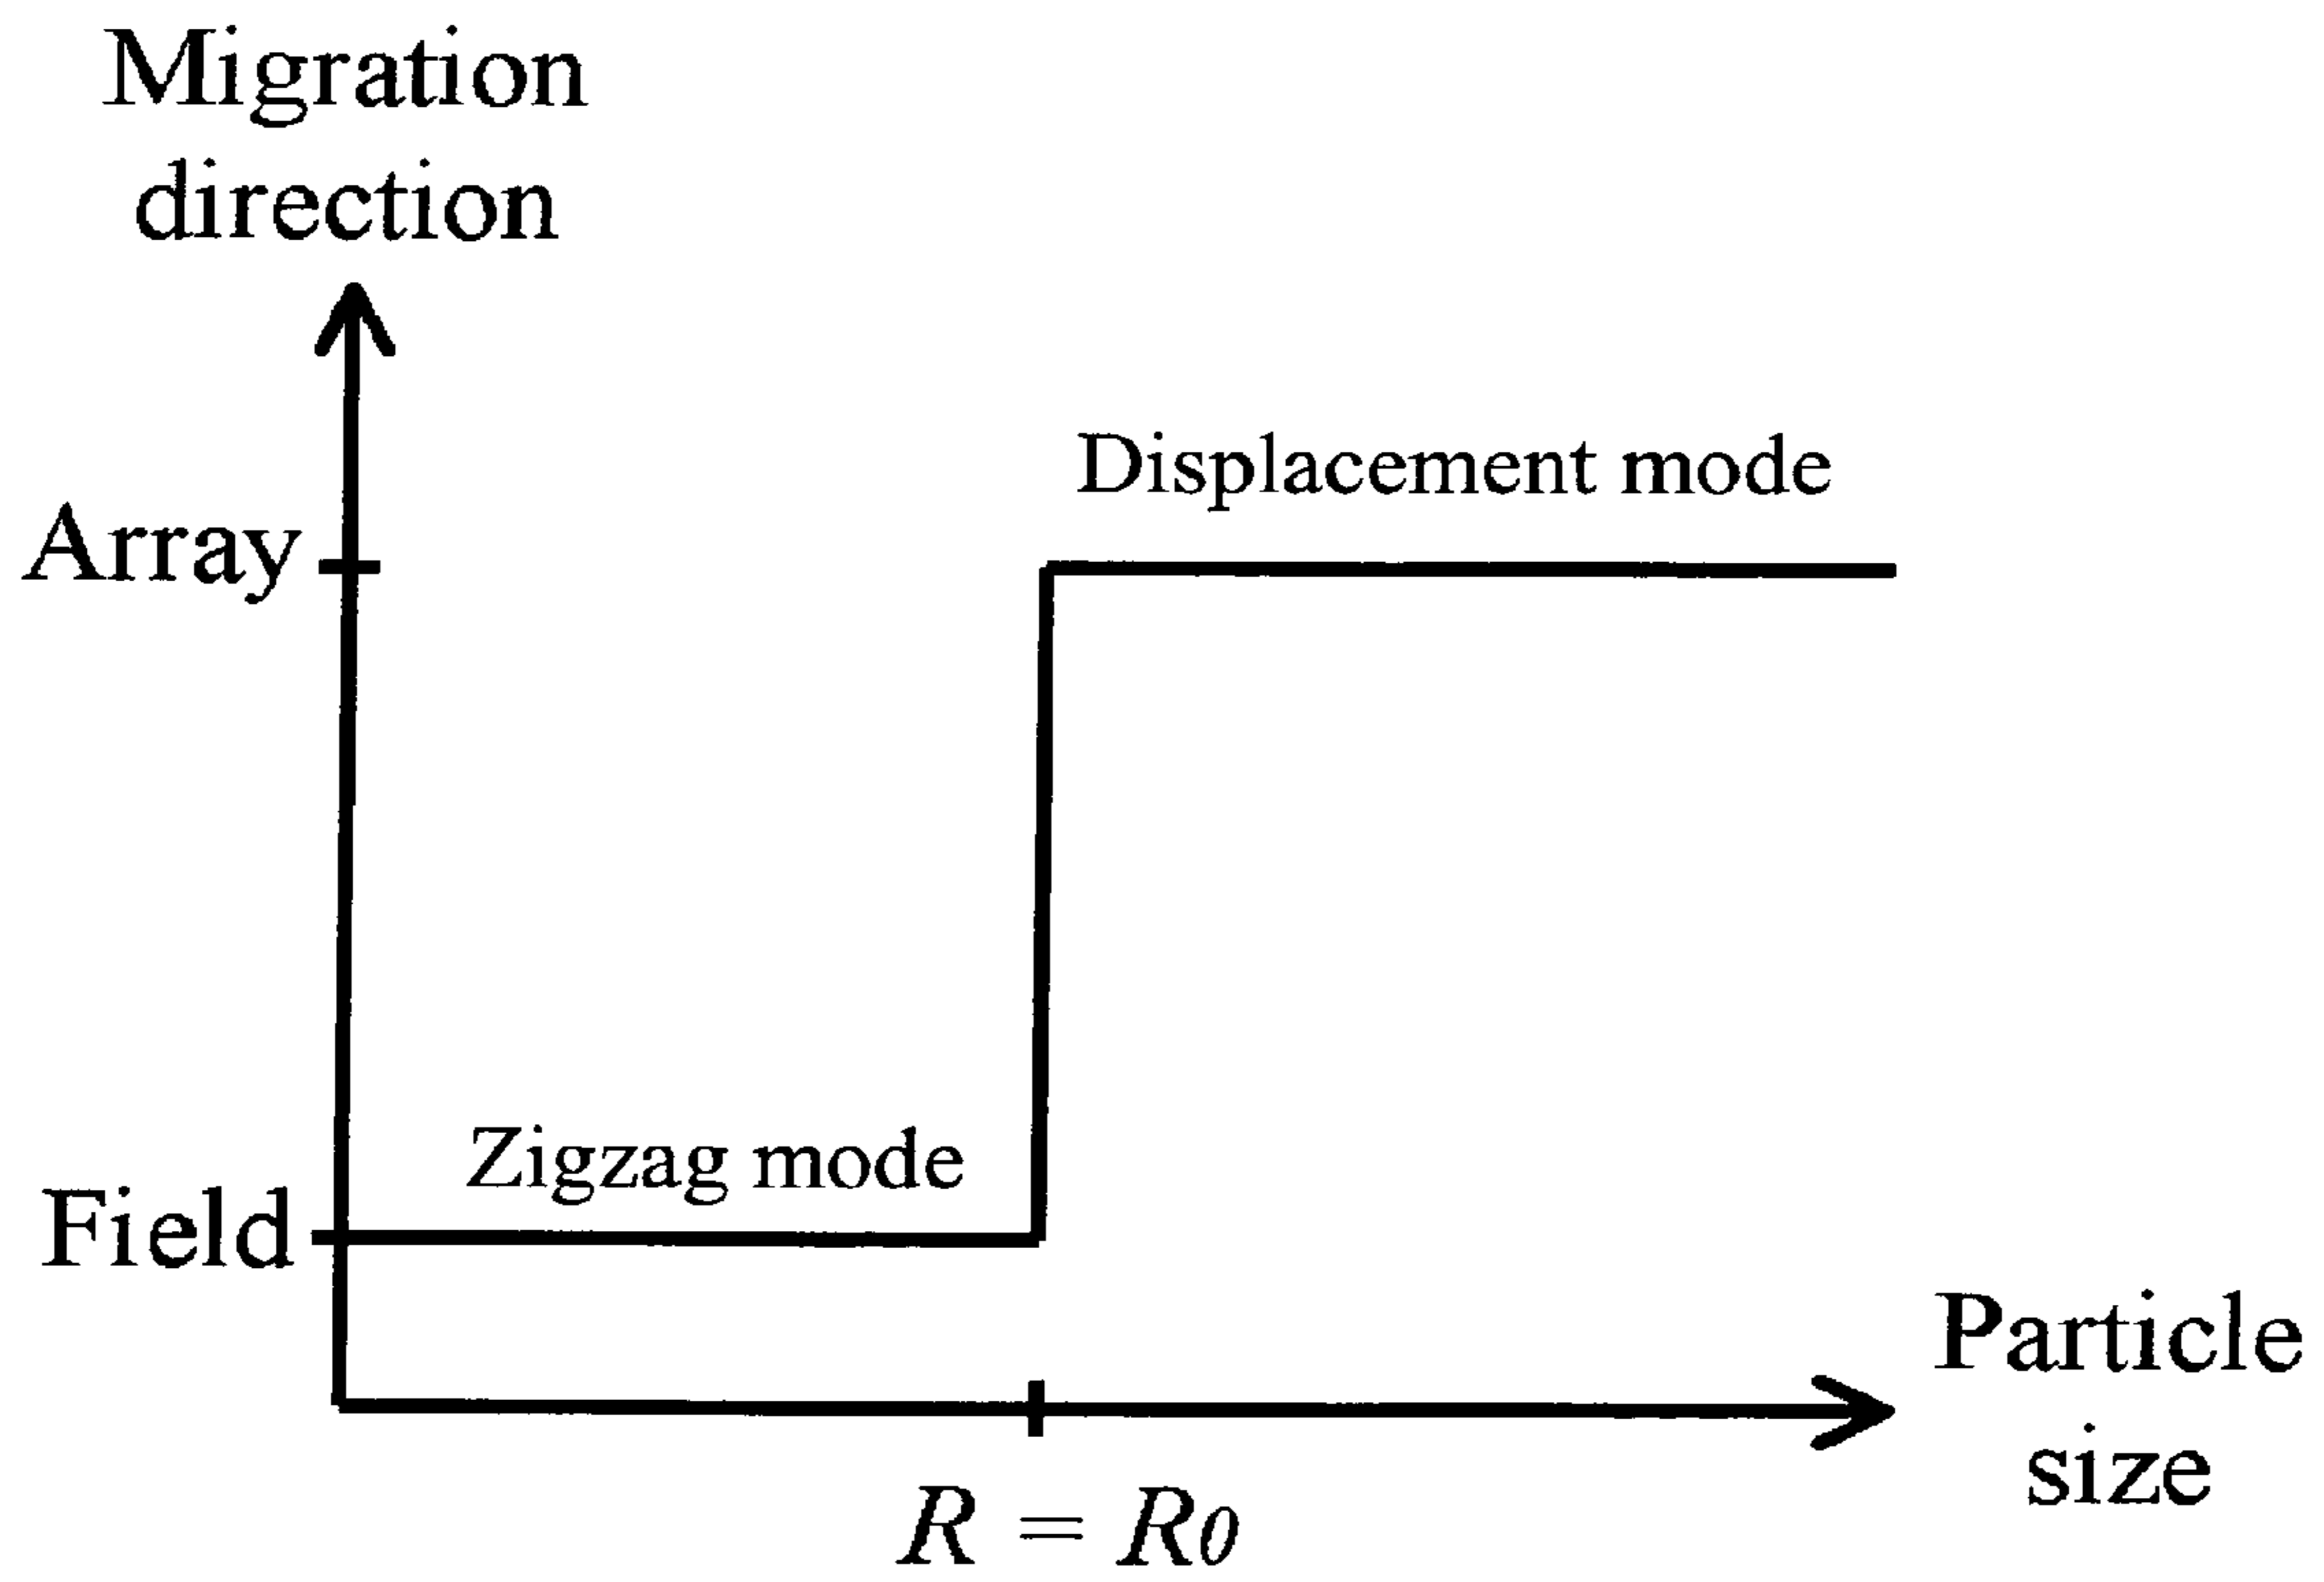 Migration
direction
Displacement mode
Array
Zigzag mode
Field
Particle
size
R = R0